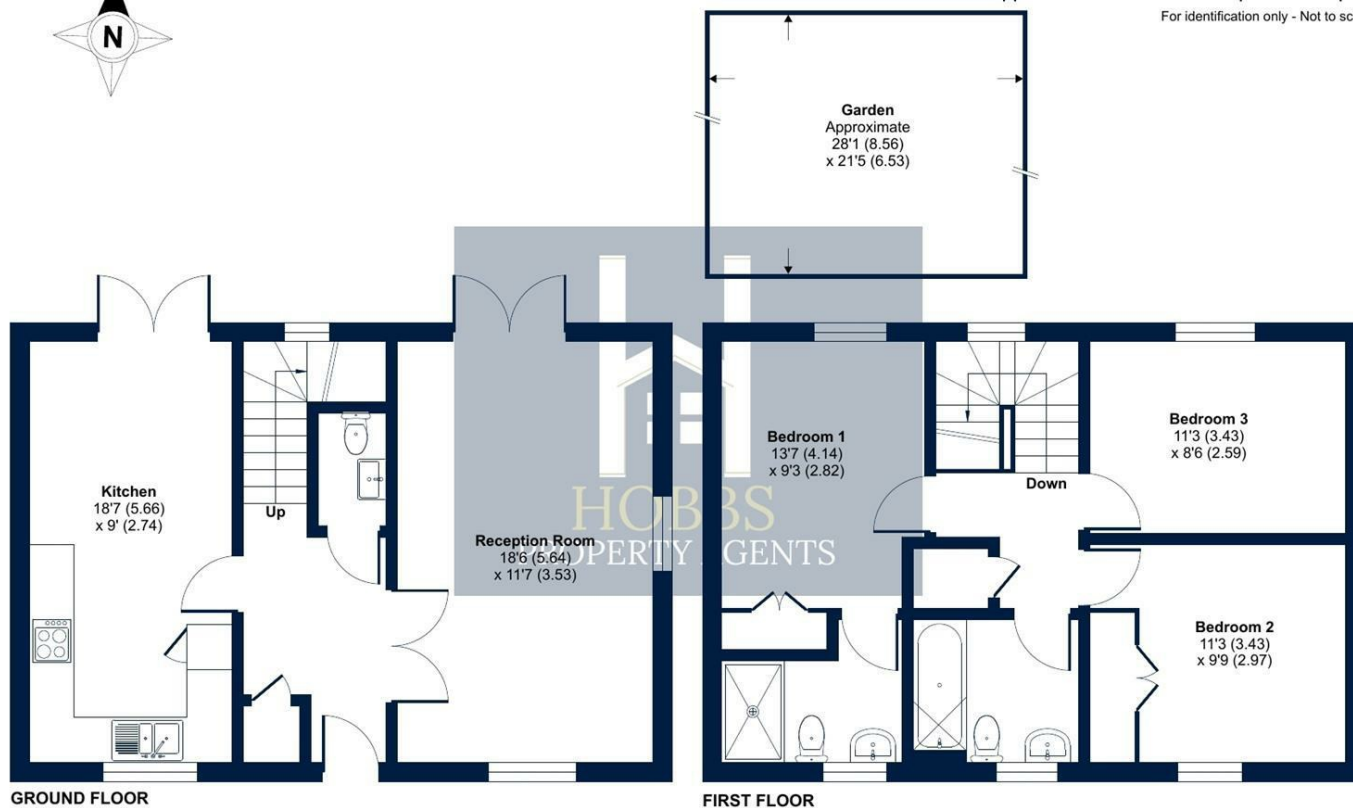 N
For identification only - Not to sc
Garden
Approximate
28'1 (8.56)
x 21'5 (6.53)
Kitchen
18'7 (5.66)
x 9' (2.74)
Up
Reception Room
18'6 (5.64)
x 11'7 (3.53)
HOBBS
PROPERTY AGENTS
Bedroom 1
13'7 (4.14)
x 9'3 (2.82)
Down
Bedroom 3
11'3 (3.43)
x 8'6 (2.59)
Bedroom 2
11'3 (3.43)
x 9'9 (2.97)
GROUND FLOOR
FIRST FLOOR